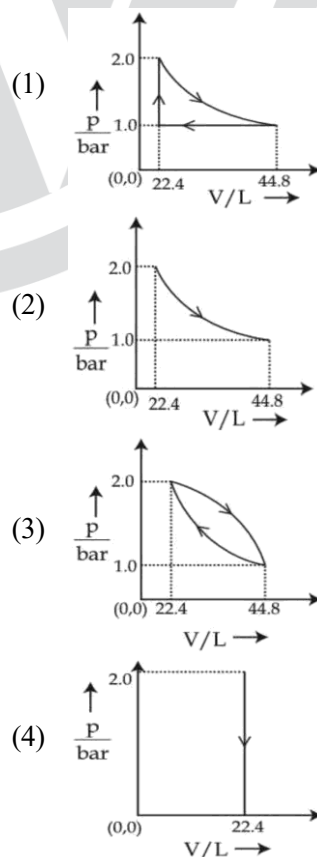 (1)
2.0
p
bar
1.0
(0,0)
22.4
44.8
V/L
(2)
2.0
p
bar
1.0
(0,0)
22.4
44.8
V/L
(3)
2.0
p
bar
1.0
(0,0)
22.4
44.8
V/L
(4)
2.0
p
bar
(0,0)
22.4
V/L